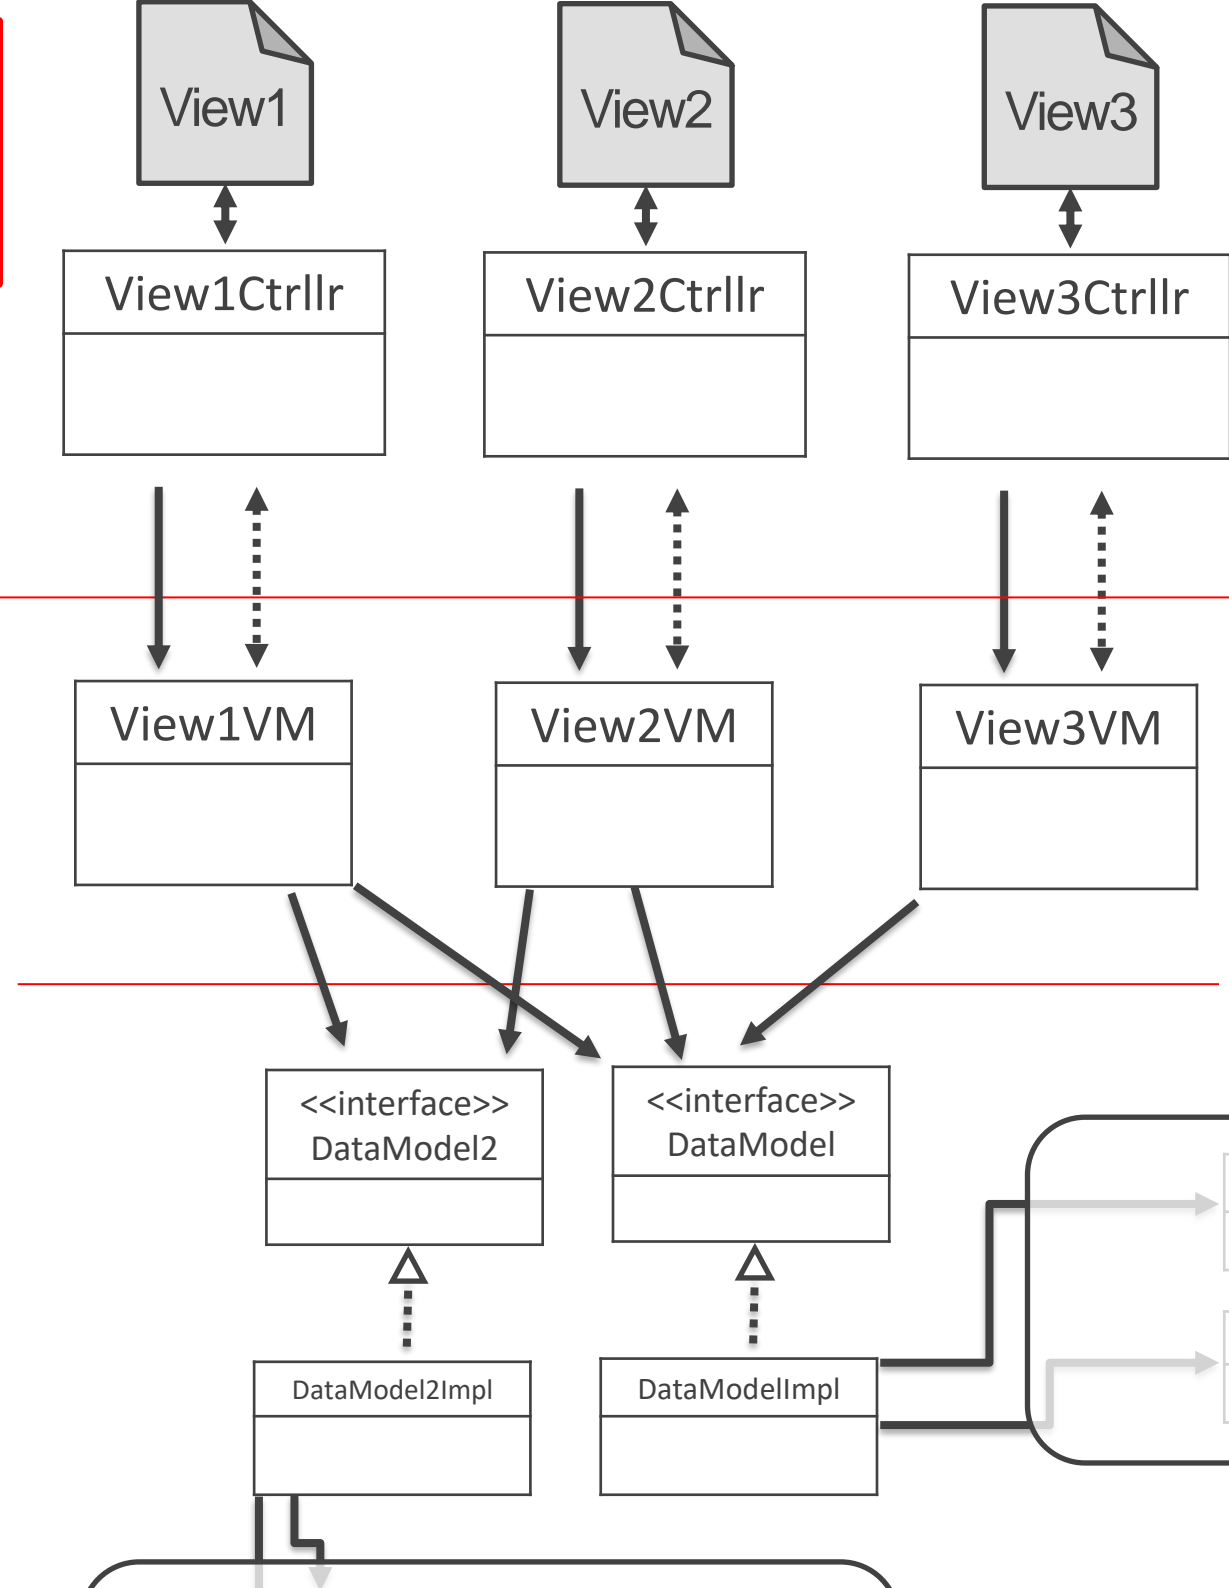 View1
View2
View3
View1Ctrllr
View2Ctrllr
View3Ctrllr
View1VM
View2VM
View3VM
<<interface>>
DataModel2
<<interface>>
DataModel
DataModel2Impl
DataModelImpl